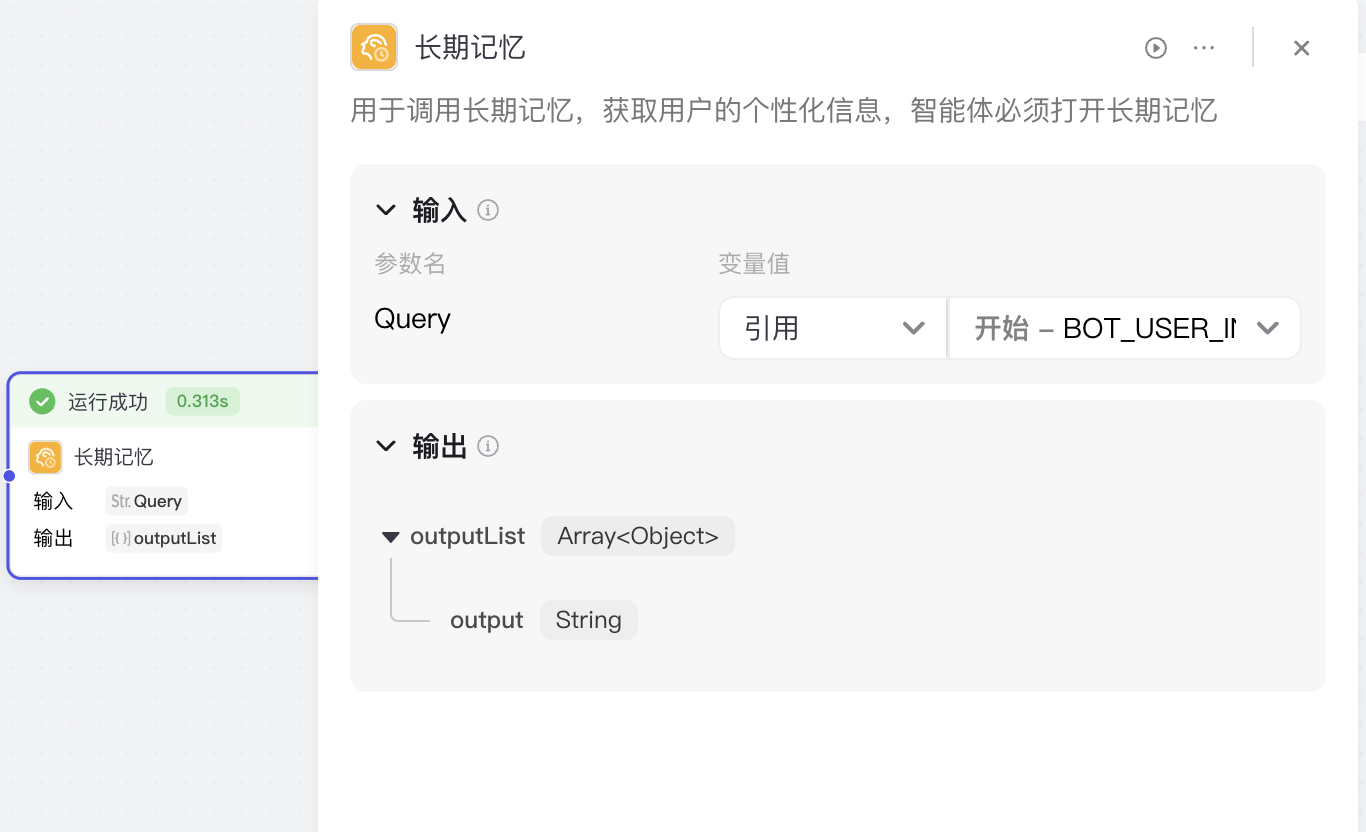 长期记忆
用于调用长期记忆，获取用户的个性化信息，智能体必须打开长期记忆
输入
参数名 变量值
Query 引用 开始 – BOT_USER_IN
输出
outputList Array<Object>
output String
运行成功 0.313s
长期记忆
输入 Str. Query
输出 [{}] outputList